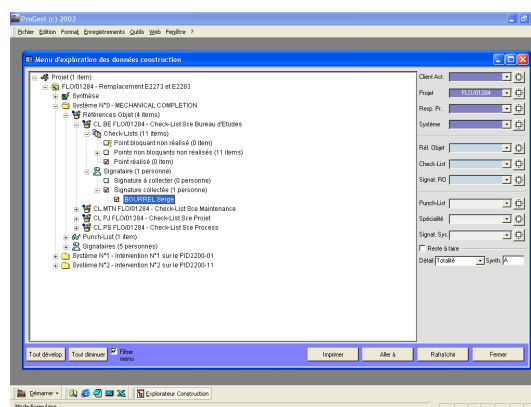 ProGest (c) 2002
Fichier Edition Format Enregistrements Outils Web Fenêtre ?
Menu d'exploration des données construction
Projet (1 item)
FLO/01284 - Remplacement E2273 et E2283
Synthèse
Système N°0 - MECHANICAL COMPLETION
Références Objet (4 items)
CL.BE FLO/01284 - Check-List Sce Bureau d'Etudes
Check-Lists (11 items)
Point bloquant non réalisé (0 item)
Points non bloquants non réalisés (11 items)
Point réalisé (0 item)
Signataire (1 personne)
Signature à collecter (0 personne)
Signature collectée (1 personne)
BOURREL Serge
CL.MTN FLO/01284 - Check-List Sce Maintenance
CL.PJ FLO/01284 - Check-List Sce Projet
CL.PS FLO/01284 - Check-List Sce Process
Punch-List (1 item)
Signataires (5 personnes)
Système N°1 - Intervention N°1 sur le PID2200-01
Système N°2 - Intervention N°2 sur le PID2200-11
Client Act.
Projet FLO/01284
Resp. Pr.
Système
Réf. Objet
Check-List
Signat. RO
Punch-List
Spécialité
Signat. Sys.
Reste à faire
Détail Totalité Synth. A
Tout dévelop. Tout diminuer Filtrer menu Imprimer Aller à Rafraîchir Fermer
Démarrer Explorateur Construction
Mode Formulaire